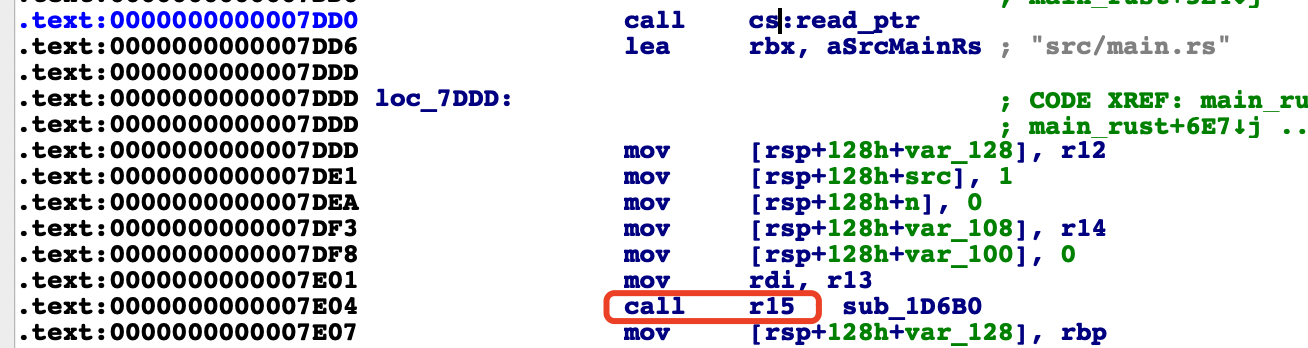 ; main_rust+3E4↓j
.text:0000000000007DD0 call cs:read_ptr
.text:0000000000007DD6 lea rbx, aSrcMainRs ; "src/main.rs"
.text:0000000000007DDD
.text:0000000000007DDD loc_7DDD: ; CODE XREF: main_ru
.text:0000000000007DDD ; main_rust+6E7↓j ..
.text:0000000000007DDD mov [rsp+128h+var_128], r12
.text:0000000000007DE1 mov [rsp+128h+src], 1
.text:0000000000007DEA mov [rsp+128h+n], 0
.text:0000000000007DF3 mov [rsp+128h+var_108], r14
.text:0000000000007DF8 mov [rsp+128h+var_100], 0
.text:0000000000007E01 mov rdi, r13
.text:0000000000007E04 call r15 sub_1D6B0
.text:0000000000007E07 mov [rsp+128h+var_128], rbp